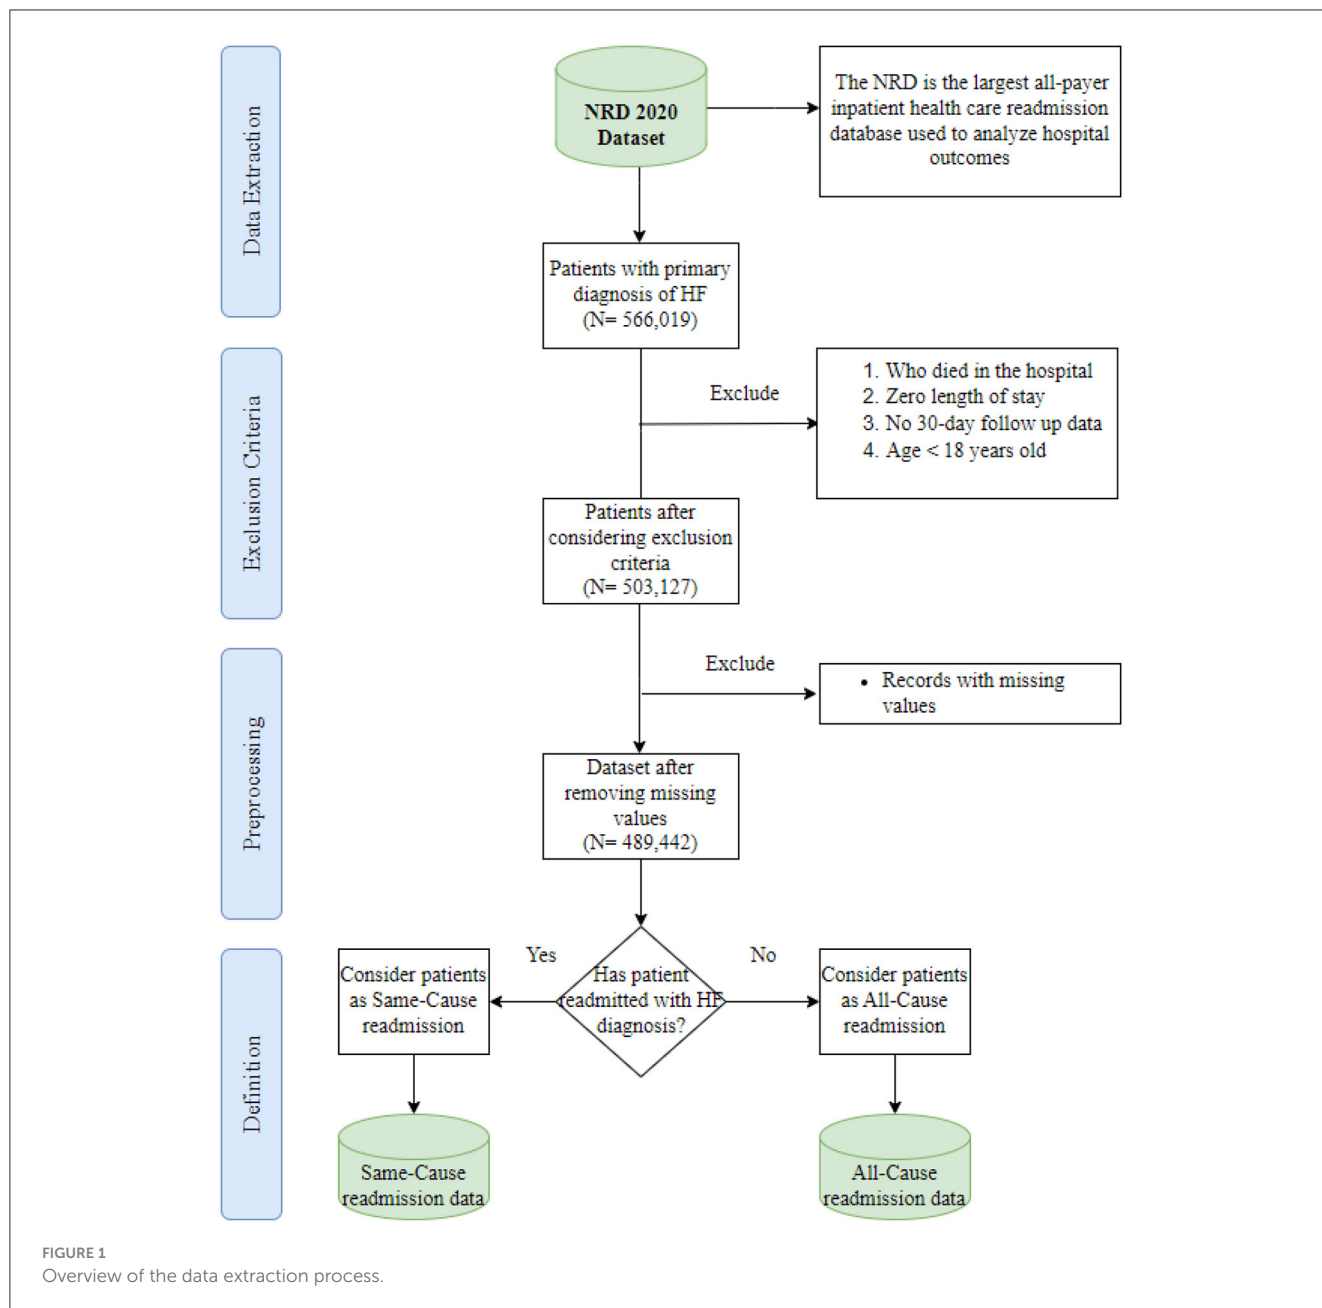 Data Extraction
NRD 2020
Dataset
The NRD is the largest all-payer
inpatient health care readmission
database used to analyze hospital
outcomes
Patients with primary
diagnosis of HF
(N= 566,019)
Exclusion Criteria
Exclude
1. Who died in the hospital
2. Zero length of stay
3. No 30-day follow up data
4. Age < 18 years old
Patients after
considering exclusion
criteria
(N= 503,127)
Preprocessing
Exclude
• Records with missing
values
Dataset after
removing missing
values
(N= 489,442)
Definition
Yes
No
Consider patients
as Same-Cause
readmission
Has patient
readmitted with HF
diagnosis?
Consider patients
as All-Cause
readmission
Same-Cause
readmission data
All-Cause
readmission data
FIGURE 1
Overview of the data extraction process.